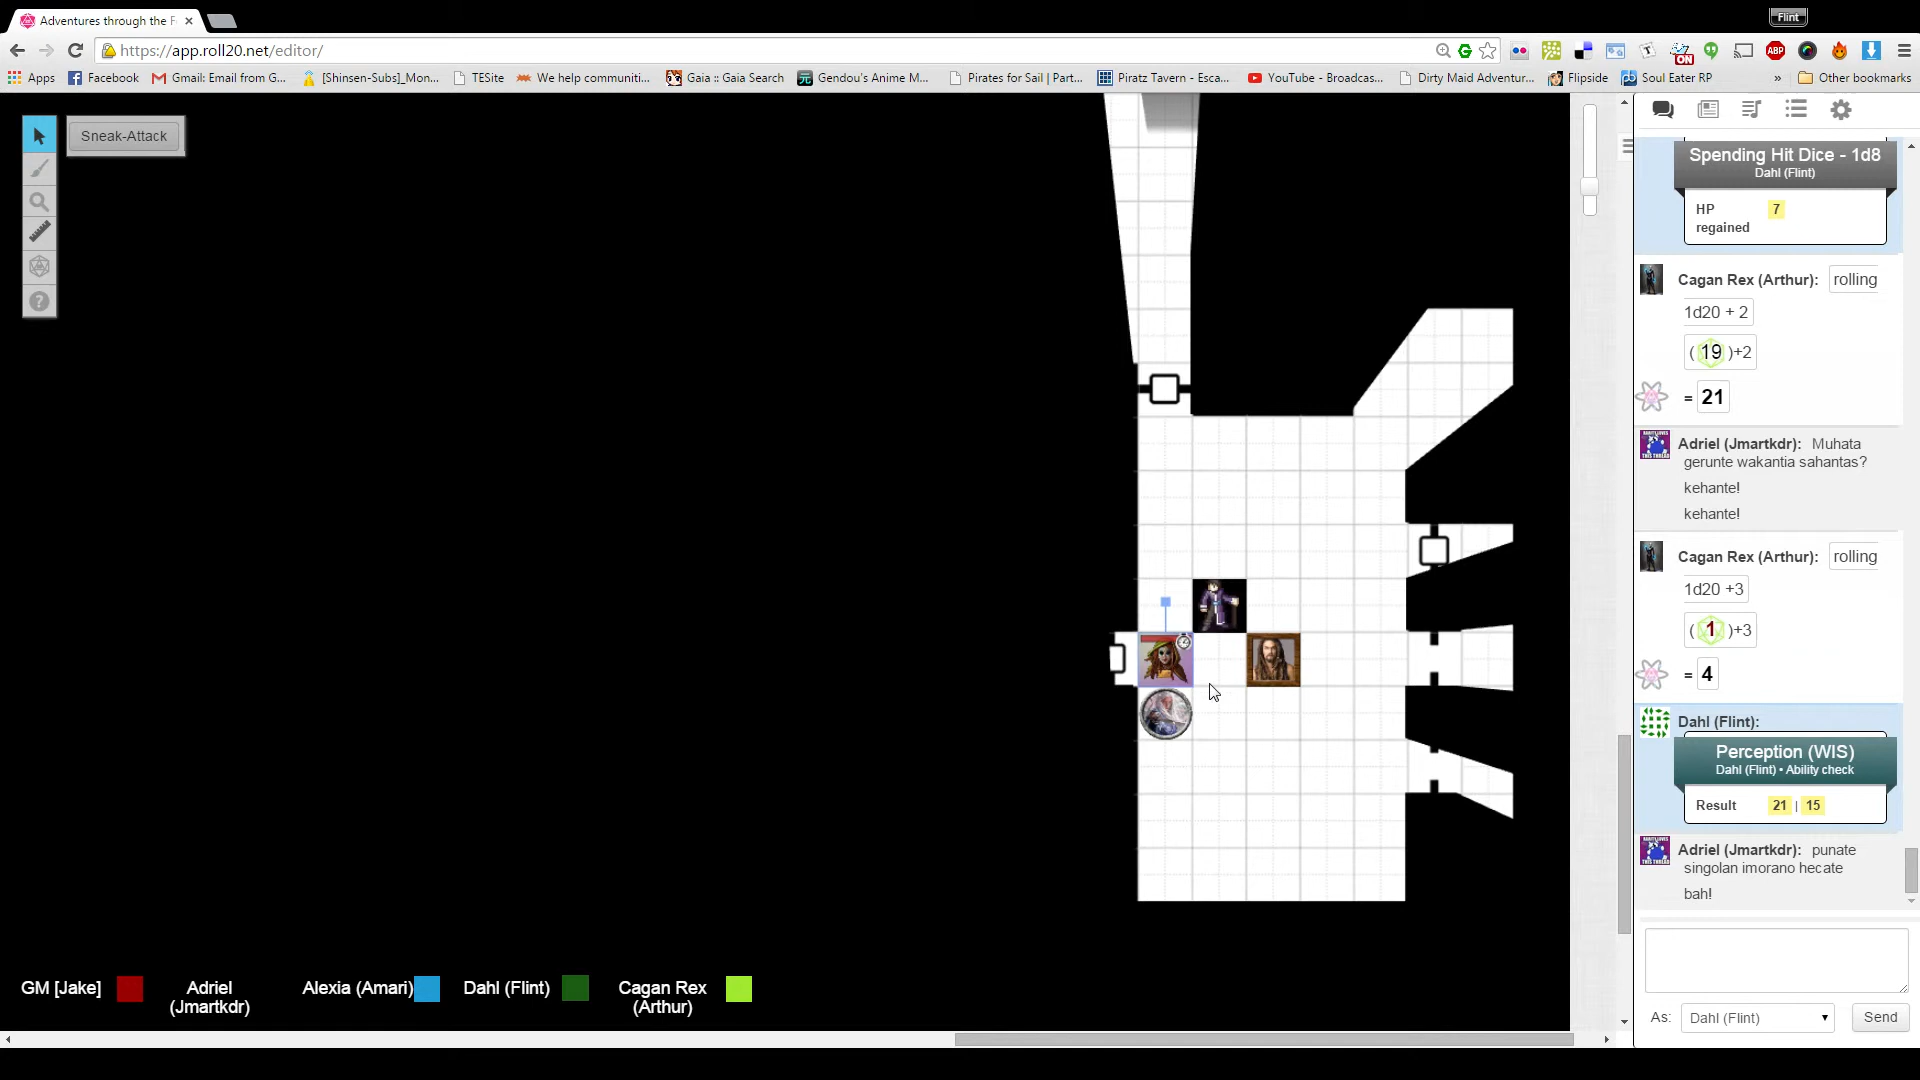 Adventures through the F
Flint
https://app.roll20.net/editor/
Apps
Facebook
Gmail: Email from G...
[Shinsen-Subs]_Mon...
TESite
We help communiti...
Gaia :: Gaia Search
Gendou's Anime M...
Pirates for Sail | Part...
Piratz Tavern - Esca...
YouTube - Broadcas...
Dirty Maid Adventur...
Flipside
Soul Eater RP
»
Other bookmarks
ABP
ON
Sneak-Attack
Spending Hit Dice - 1d8
Dahl (Flint)
HP regained 7
Cagan Rex (Arthur): rolling
1d20 + 2
(19)+2
= 21
Adriel (Jmartkdr): Muhata
gerunte wakantia sahantas?
kehante!
kehante!
Cagan Rex (Arthur): rolling
1d20 +3
(1)+3
= 4
Dahl (Flint):
Perception (WIS)
Dahl (Flint) • Ability check
Result 21 | 15
Adriel (Jmartkdr): punate
singolan imorano hecate
bah!
As: Dahl (Flint) Send
GM [Jake]
Adriel
(Jmartkdr)
Alexia (Amari)
Dahl (Flint)
Cagan Rex
(Arthur)